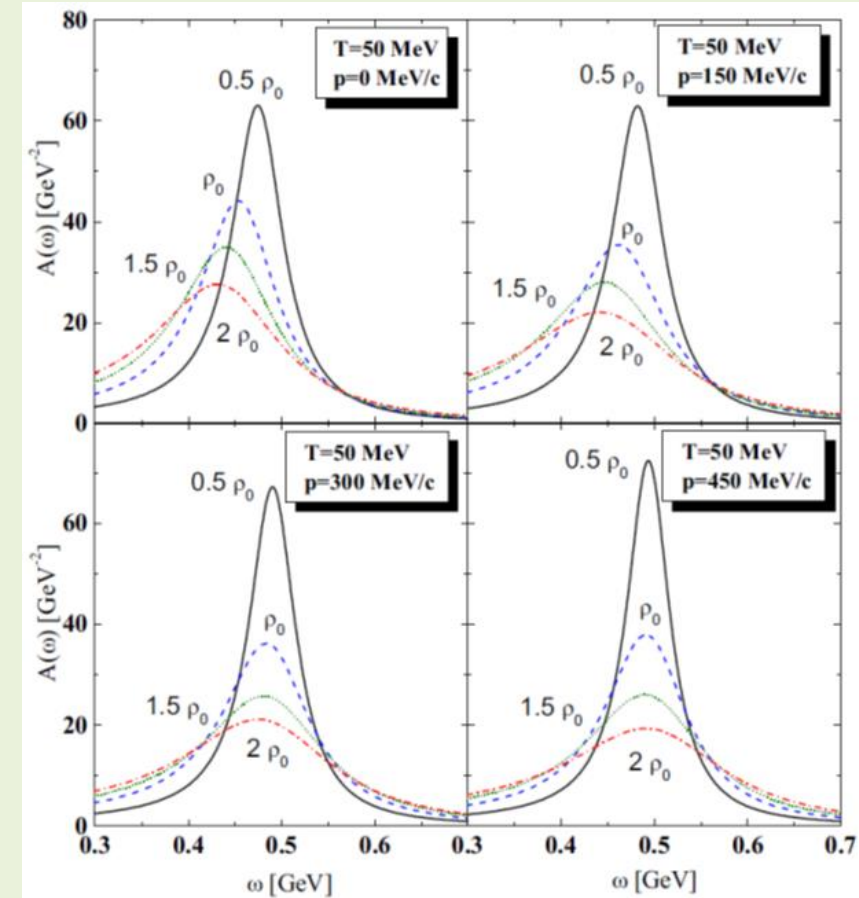 80
60
40
20
0
A(ω) [GeV⁻²]
T=50 MeV
p=0 MeV/c
0.5 ρ₀
ρ₀
1.5 ρ₀
2 ρ₀
T=50 MeV
p=150 MeV/c
0.5 ρ₀
ρ₀
1.5 ρ₀
2 ρ₀
60
40
20
0
A(ω) [GeV⁻²]
T=50 MeV
p=300 MeV/c
0.5 ρ₀
ρ₀
1.5 ρ₀
2 ρ₀
T=50 MeV
p=450 MeV/c
0.5 ρ₀
ρ₀
1.5 ρ₀
2 ρ₀
0.3 0.4 0.5 0.6 0.3 0.4 0.5 0.6 0.7
ω [GeV] ω [GeV]